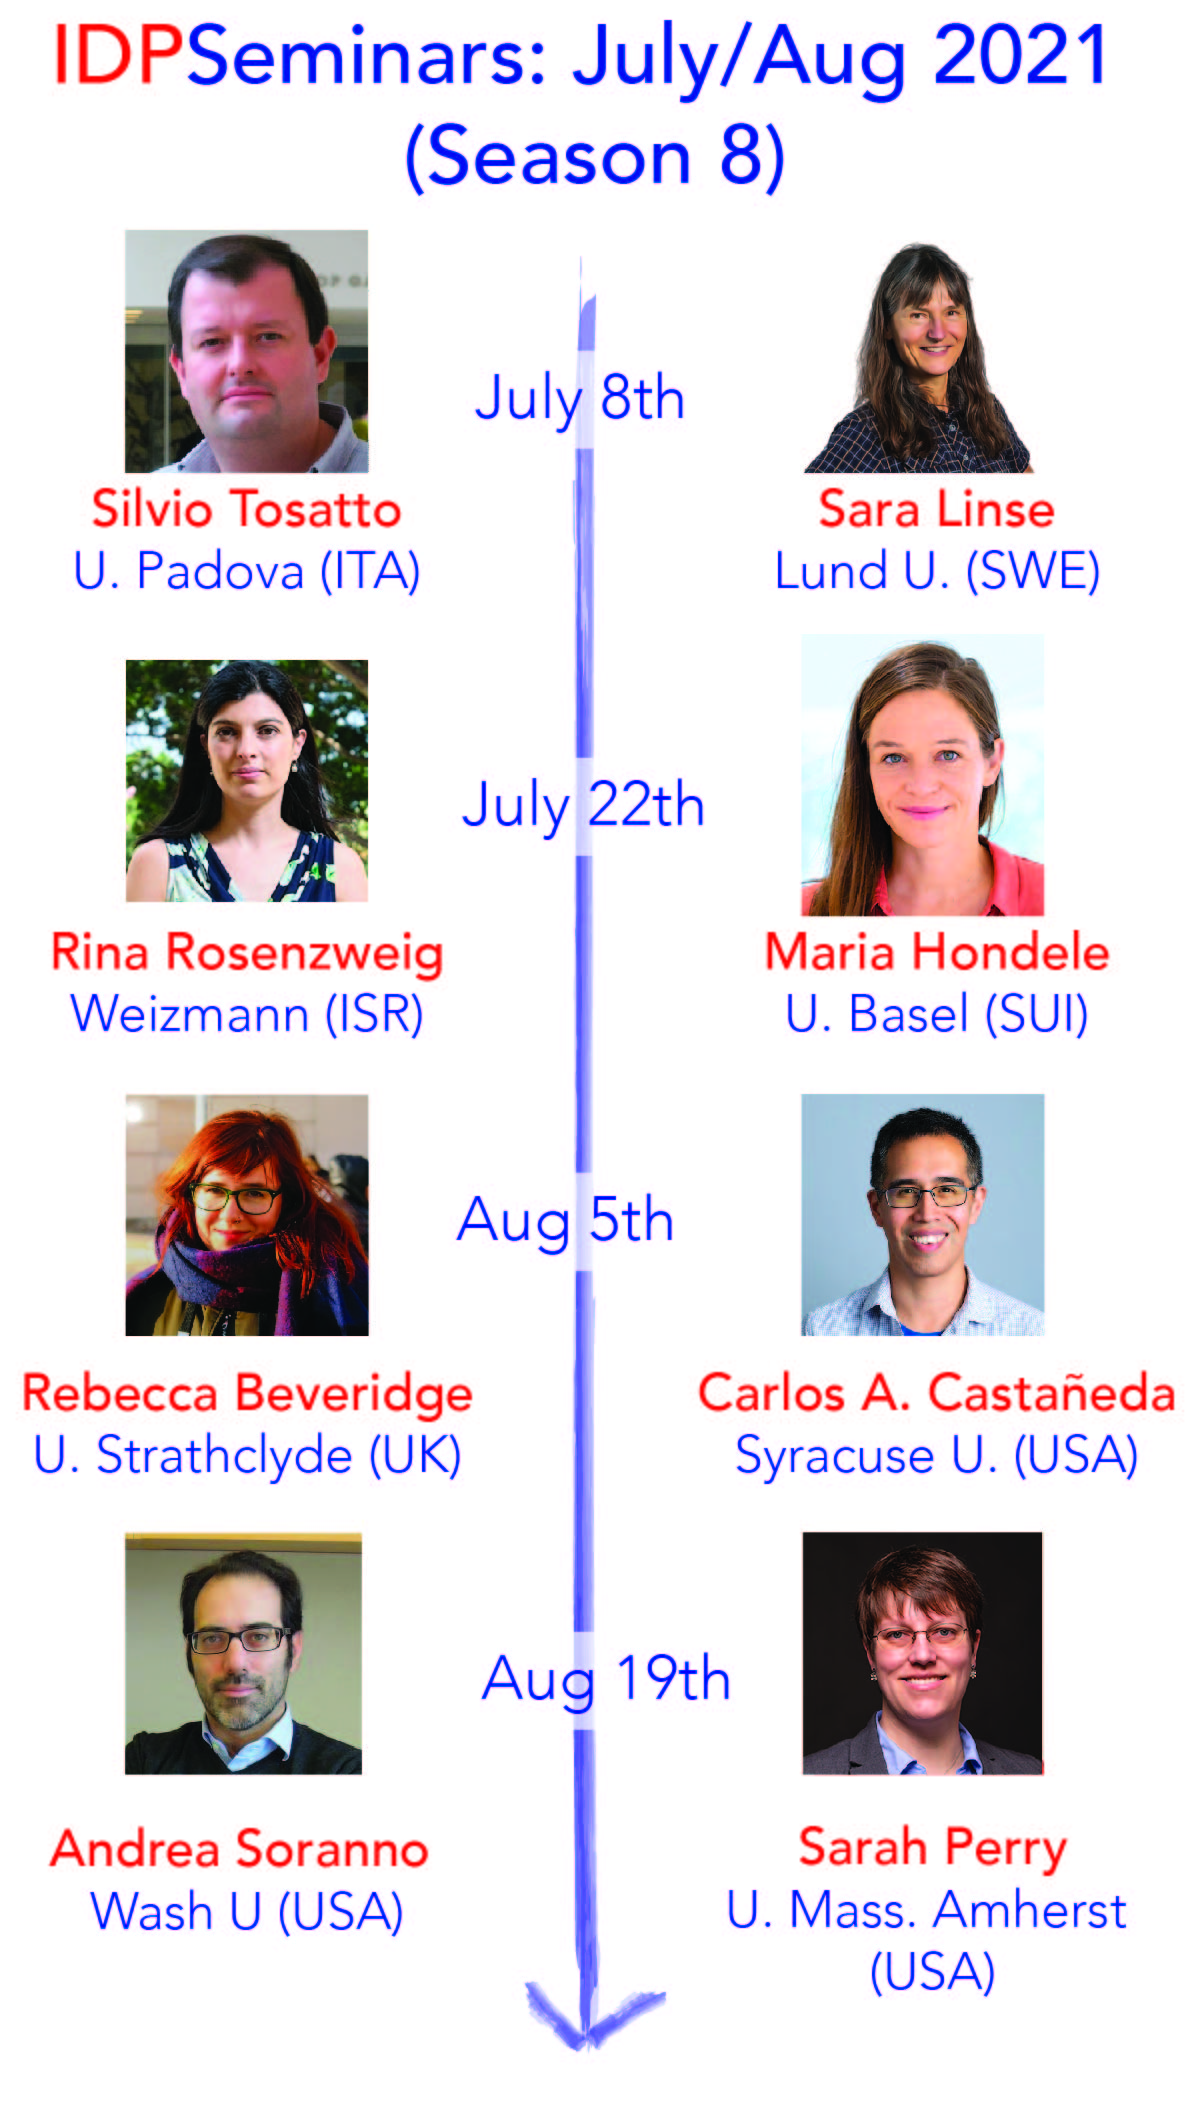 IDPSeminars: July/Aug 2021
(Season 8)
July 8th
Silvio Tosatto
U. Padova (ITA)
Sara Linse
Lund U. (SWE)
July 22th
Rina Rosenzweig
Weizmann (ISR)
Maria Hondele
U. Basel (SUI)
Aug 5th
Rebecca Beveridge
U. Strathclyde (UK)
Carlos A. Castañeda
Syracuse U. (USA)
Aug 19th
Andrea Soranno
Wash U (USA)
Sarah Perry
U. Mass. Amherst
(USA)